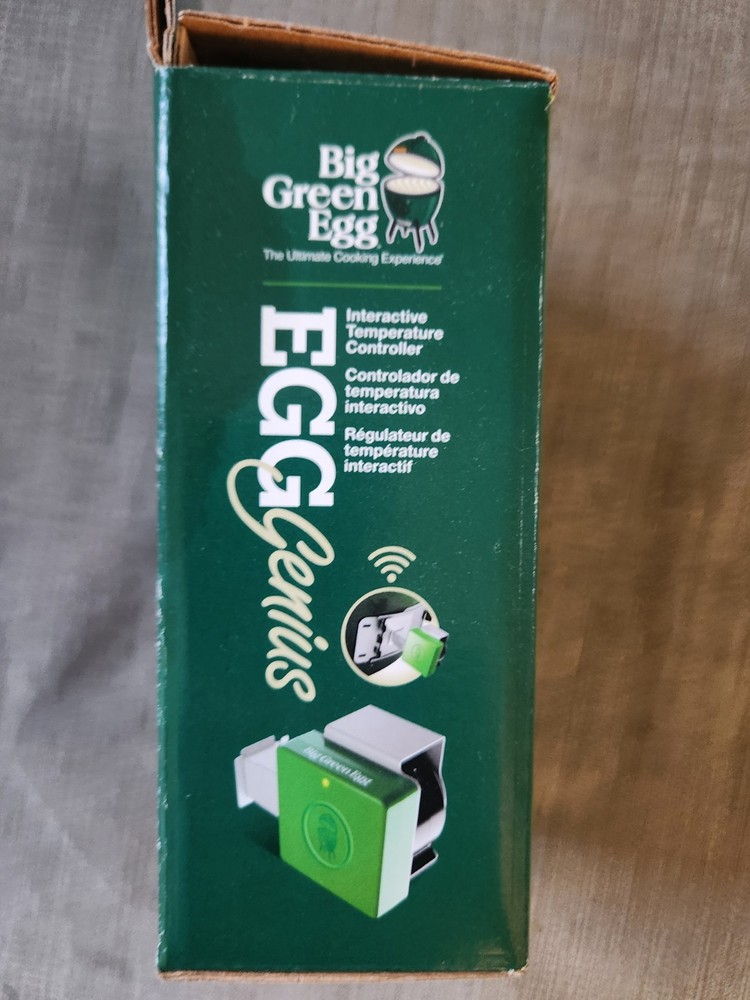 Big
Green
Egg
The Ultimate Cooking Experience®
EGG
Genius
Interactive
Temperature
Controller
Controlador de
temperatura
interactivo
Régulateur de
température
interactif
Big Green Egg